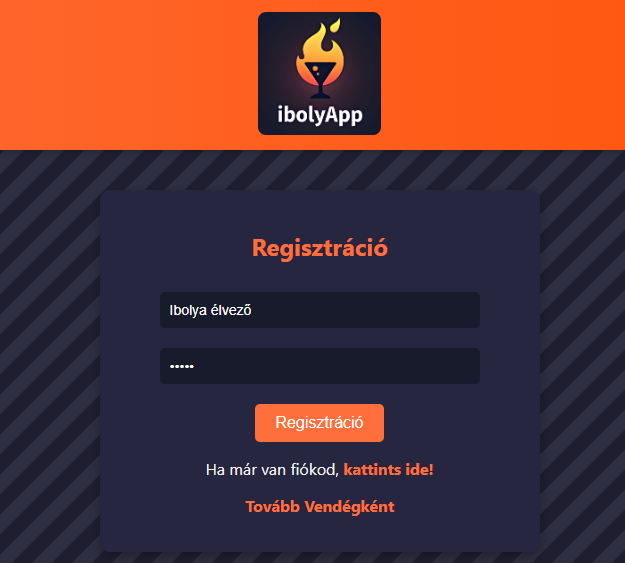 ibolyApp
Regisztráció
Ibolya élvező
•••••
Regisztráció
Ha már van fiókod, kattints ide!
Tovább Vendégként